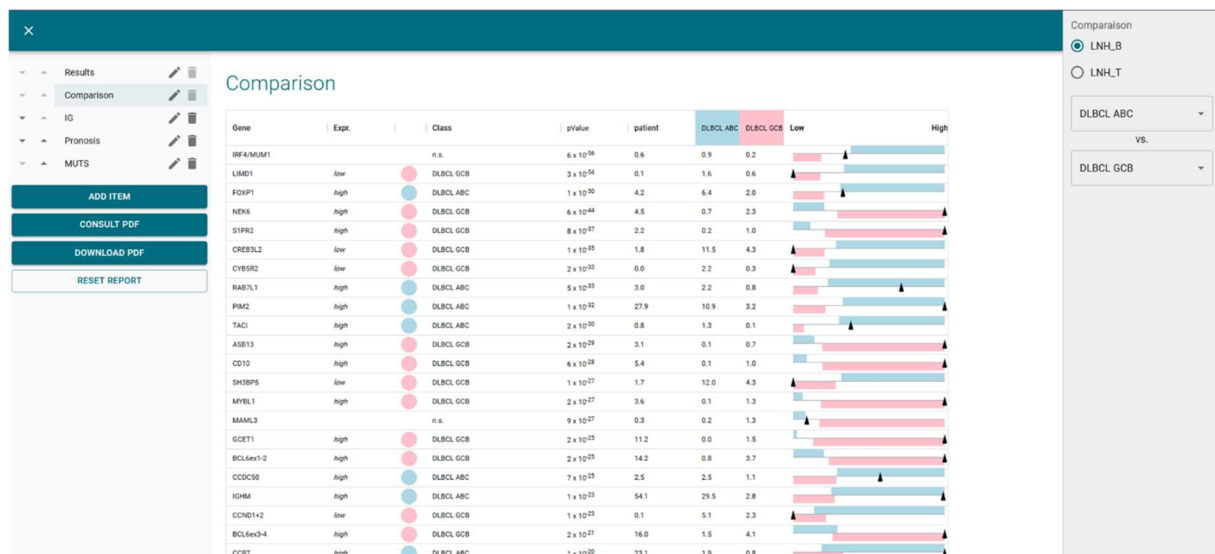 Comparaison
LNH_B
LNH_T
DLBCL ABC
vs.
DLBCL GCB
Results
Comparison
IG
Pronosis
MUTS
ADD ITEM
CONSULT PDF
DOWNLOAD PDF
RESET REPORT
Comparison
Gene Expr. Class pValue patient DLBCL ABC DLBCL GCB Low High
IRF4/MUM1 n.s. 6 x 10-56 0.6 0.9 0.2
LIMD1 low DLBCL GCB 3 x 10-54 0.1 1.6 0.6
FOXP1 high DLBCL ABC 1 x 10-50 4.2 6.4 2.0
NEK6 high DLBCL GCB 6 x 10-44 4.5 0.7 2.3
S1PR2 high DLBCL GCB 8 x 10-37 2.2 0.2 1.0
CREB3L2 low DLBCL GCB 1 x 10-35 1.8 11.5 4.3
CYB5R2 low DLBCL GCB 2 x 10-33 0.0 2.2 0.3
RAB7L1 high DLBCL ABC 5 x 10-33 3.0 2.2 0.8
PIM2 high DLBCL ABC 1 x 10-32 27.9 10.9 3.2
TACI high DLBCL ABC 2 x 10-30 0.8 1.3 0.1
ASB13 high DLBCL GCB 2 x 10-29 3.1 0.1 0.7
CD10 high DLBCL GCB 6 x 10-28 5.4 0.1 1.0
SH3BP5 low DLBCL GCB 1 x 10-27 1.7 12.0 4.3
MYBL1 high DLBCL GCB 2 x 10-27 3.6 0.1 1.3
MAML3 n.s. 9 x 10-27 0.3 0.2 1.3
GCET1 high DLBCL GCB 2 x 10-25 11.2 0.0 1.5
BCL6ex1-2 high DLBCL GCB 2 x 10-25 14.2 0.8 3.7
CCDC50 high DLBCL ABC 7 x 10-25 2.5 2.5 1.1
IGHM high DLBCL ABC 1 x 10-23 54.1 29.5 2.8
CCND1+2 low DLBCL GCB 1 x 10-23 0.1 5.1 2.3
BCL6ex3-4 high DLBCL GCB 2 x 10-21 16.0 1.5 4.1
CCR7 high DLBCL ABC 1 x 10-20 23.1 1.9 0.8